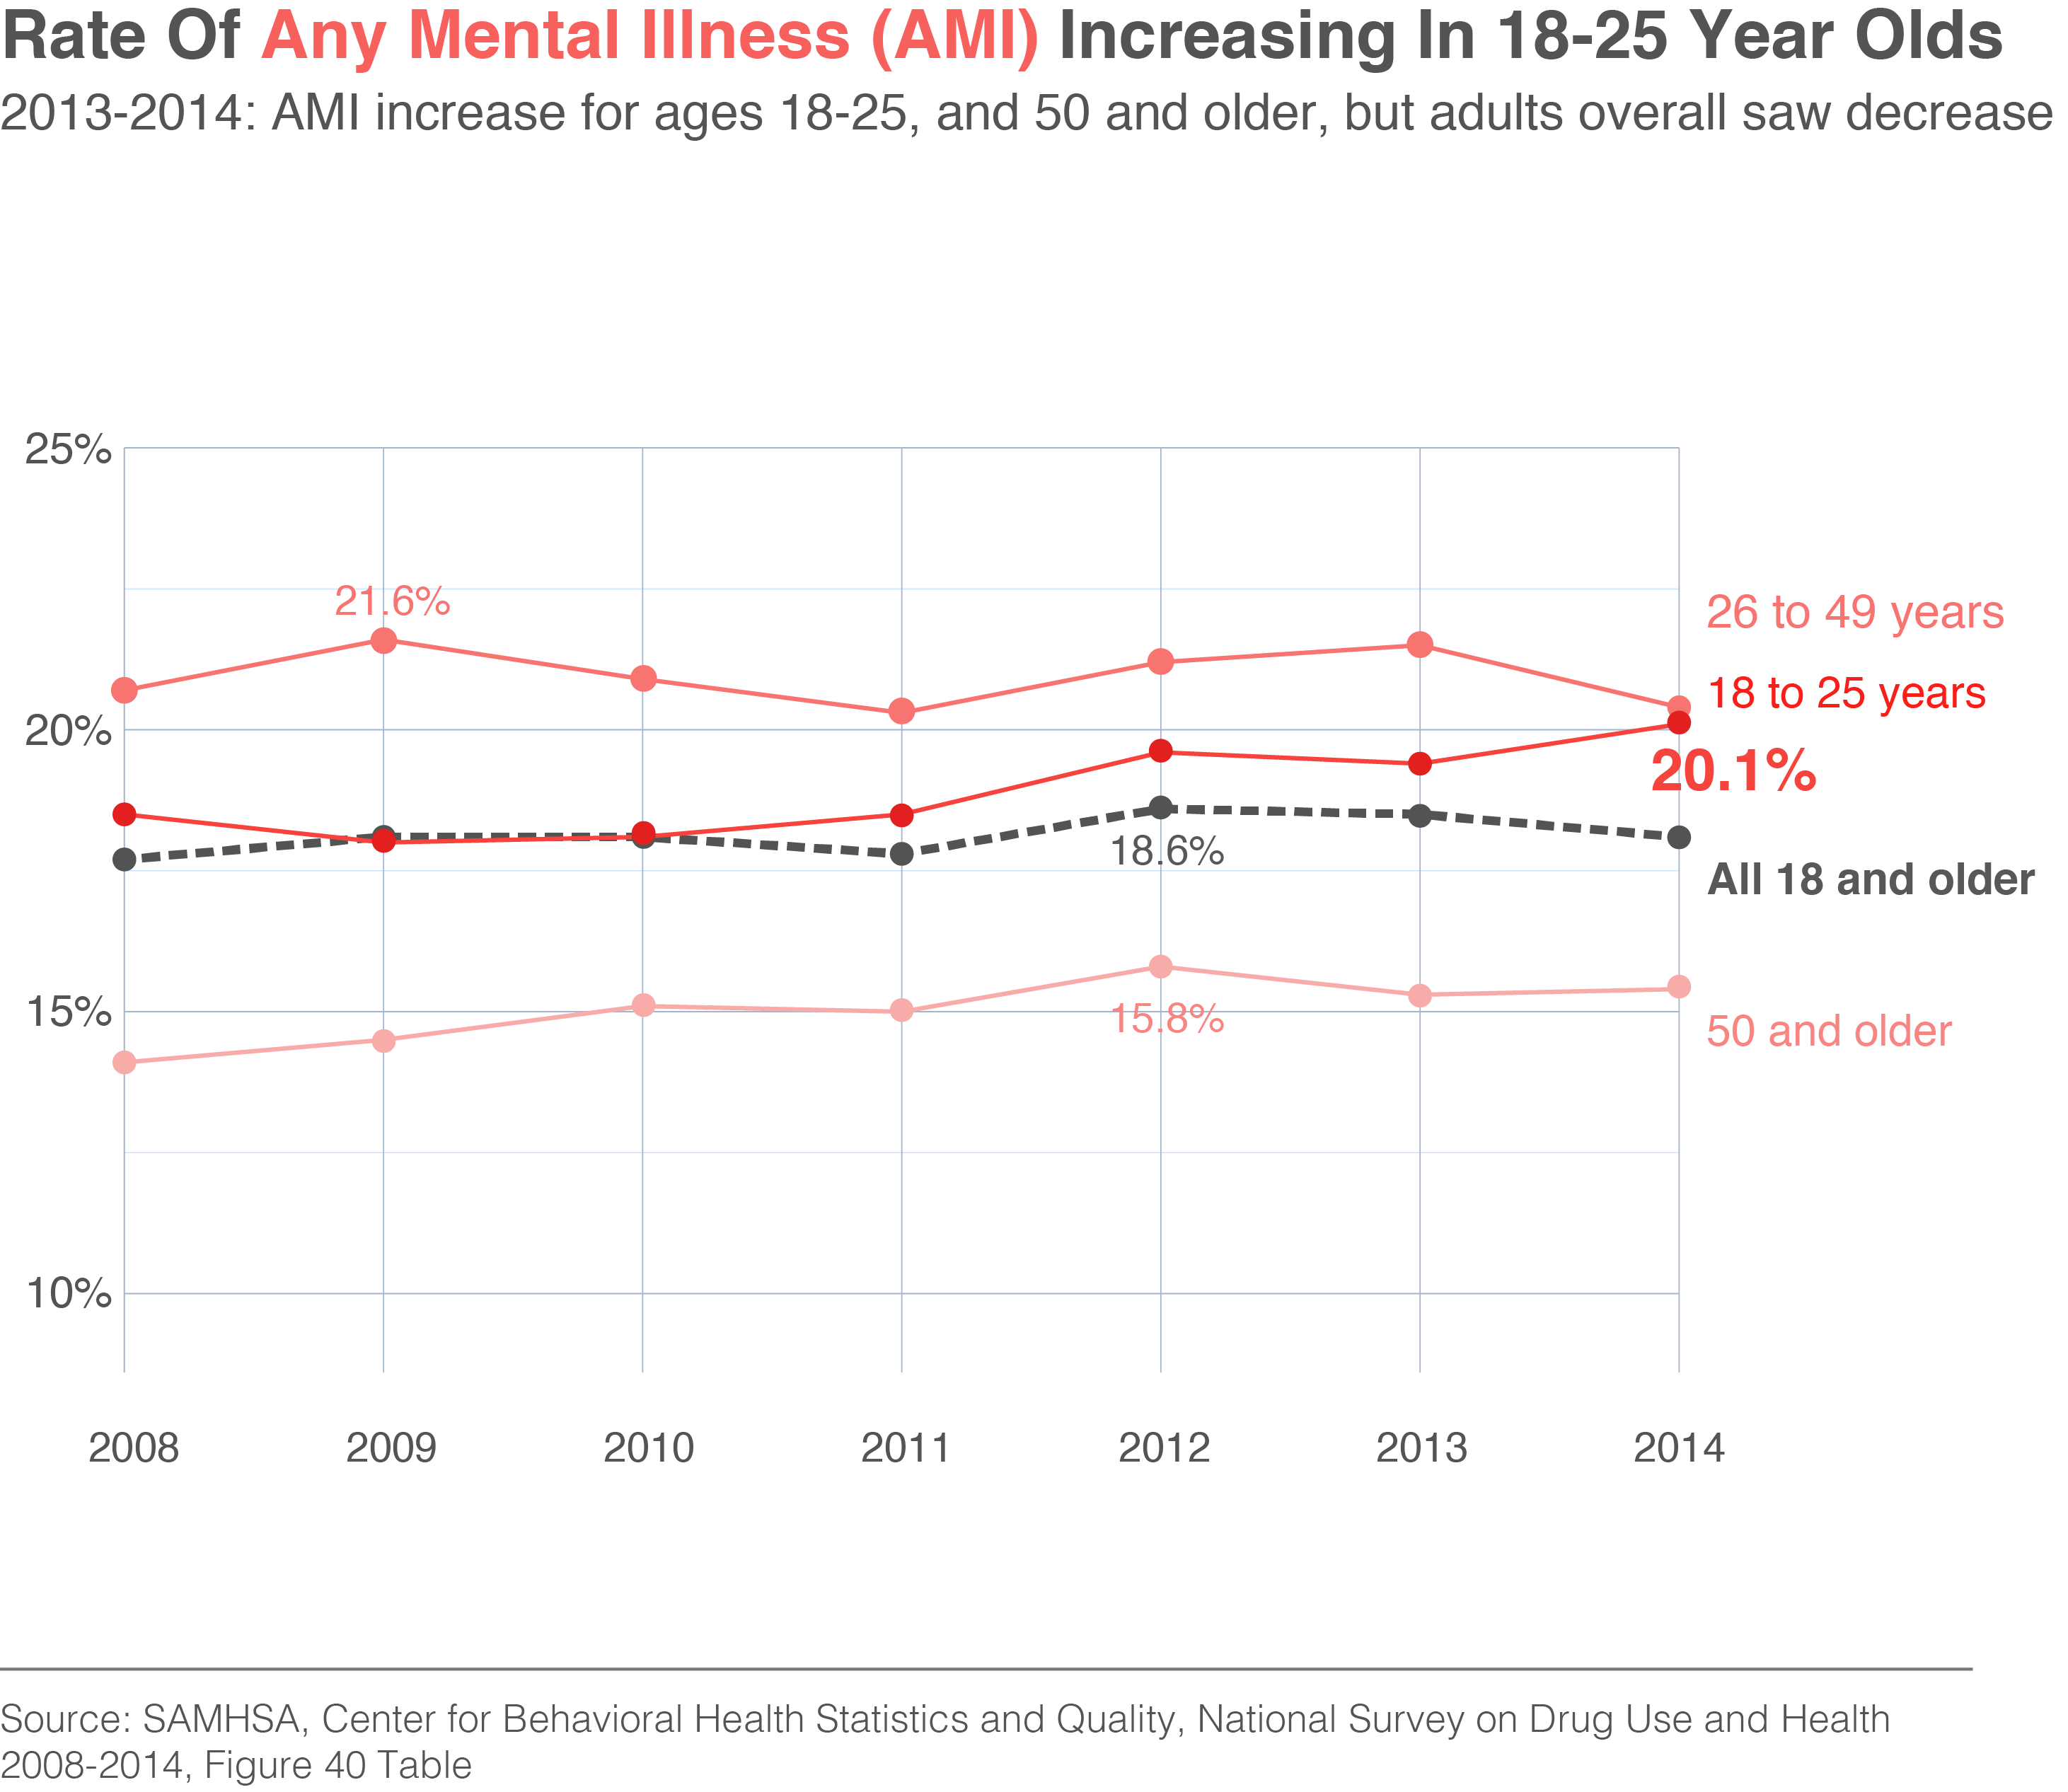 Rate Of Any Mental Illness (AMI) Increasing In 18-25 Year Olds
2013-2014: AMI increase for ages 18-25, and 50 and older, but adults overall saw decrease
25%
21.6%
26 to 49 years
18 to 25 years
20%
20.1%
18.6%
All 18 and older
15%
15.8%
50 and older
10%
2008 2009 2010 2011 2012 2013 2014
Source: SAMHSA, Center for Behavioral Health Statistics and Quality, National Survey on Drug Use and Health
2008-2014, Figure 40 Table